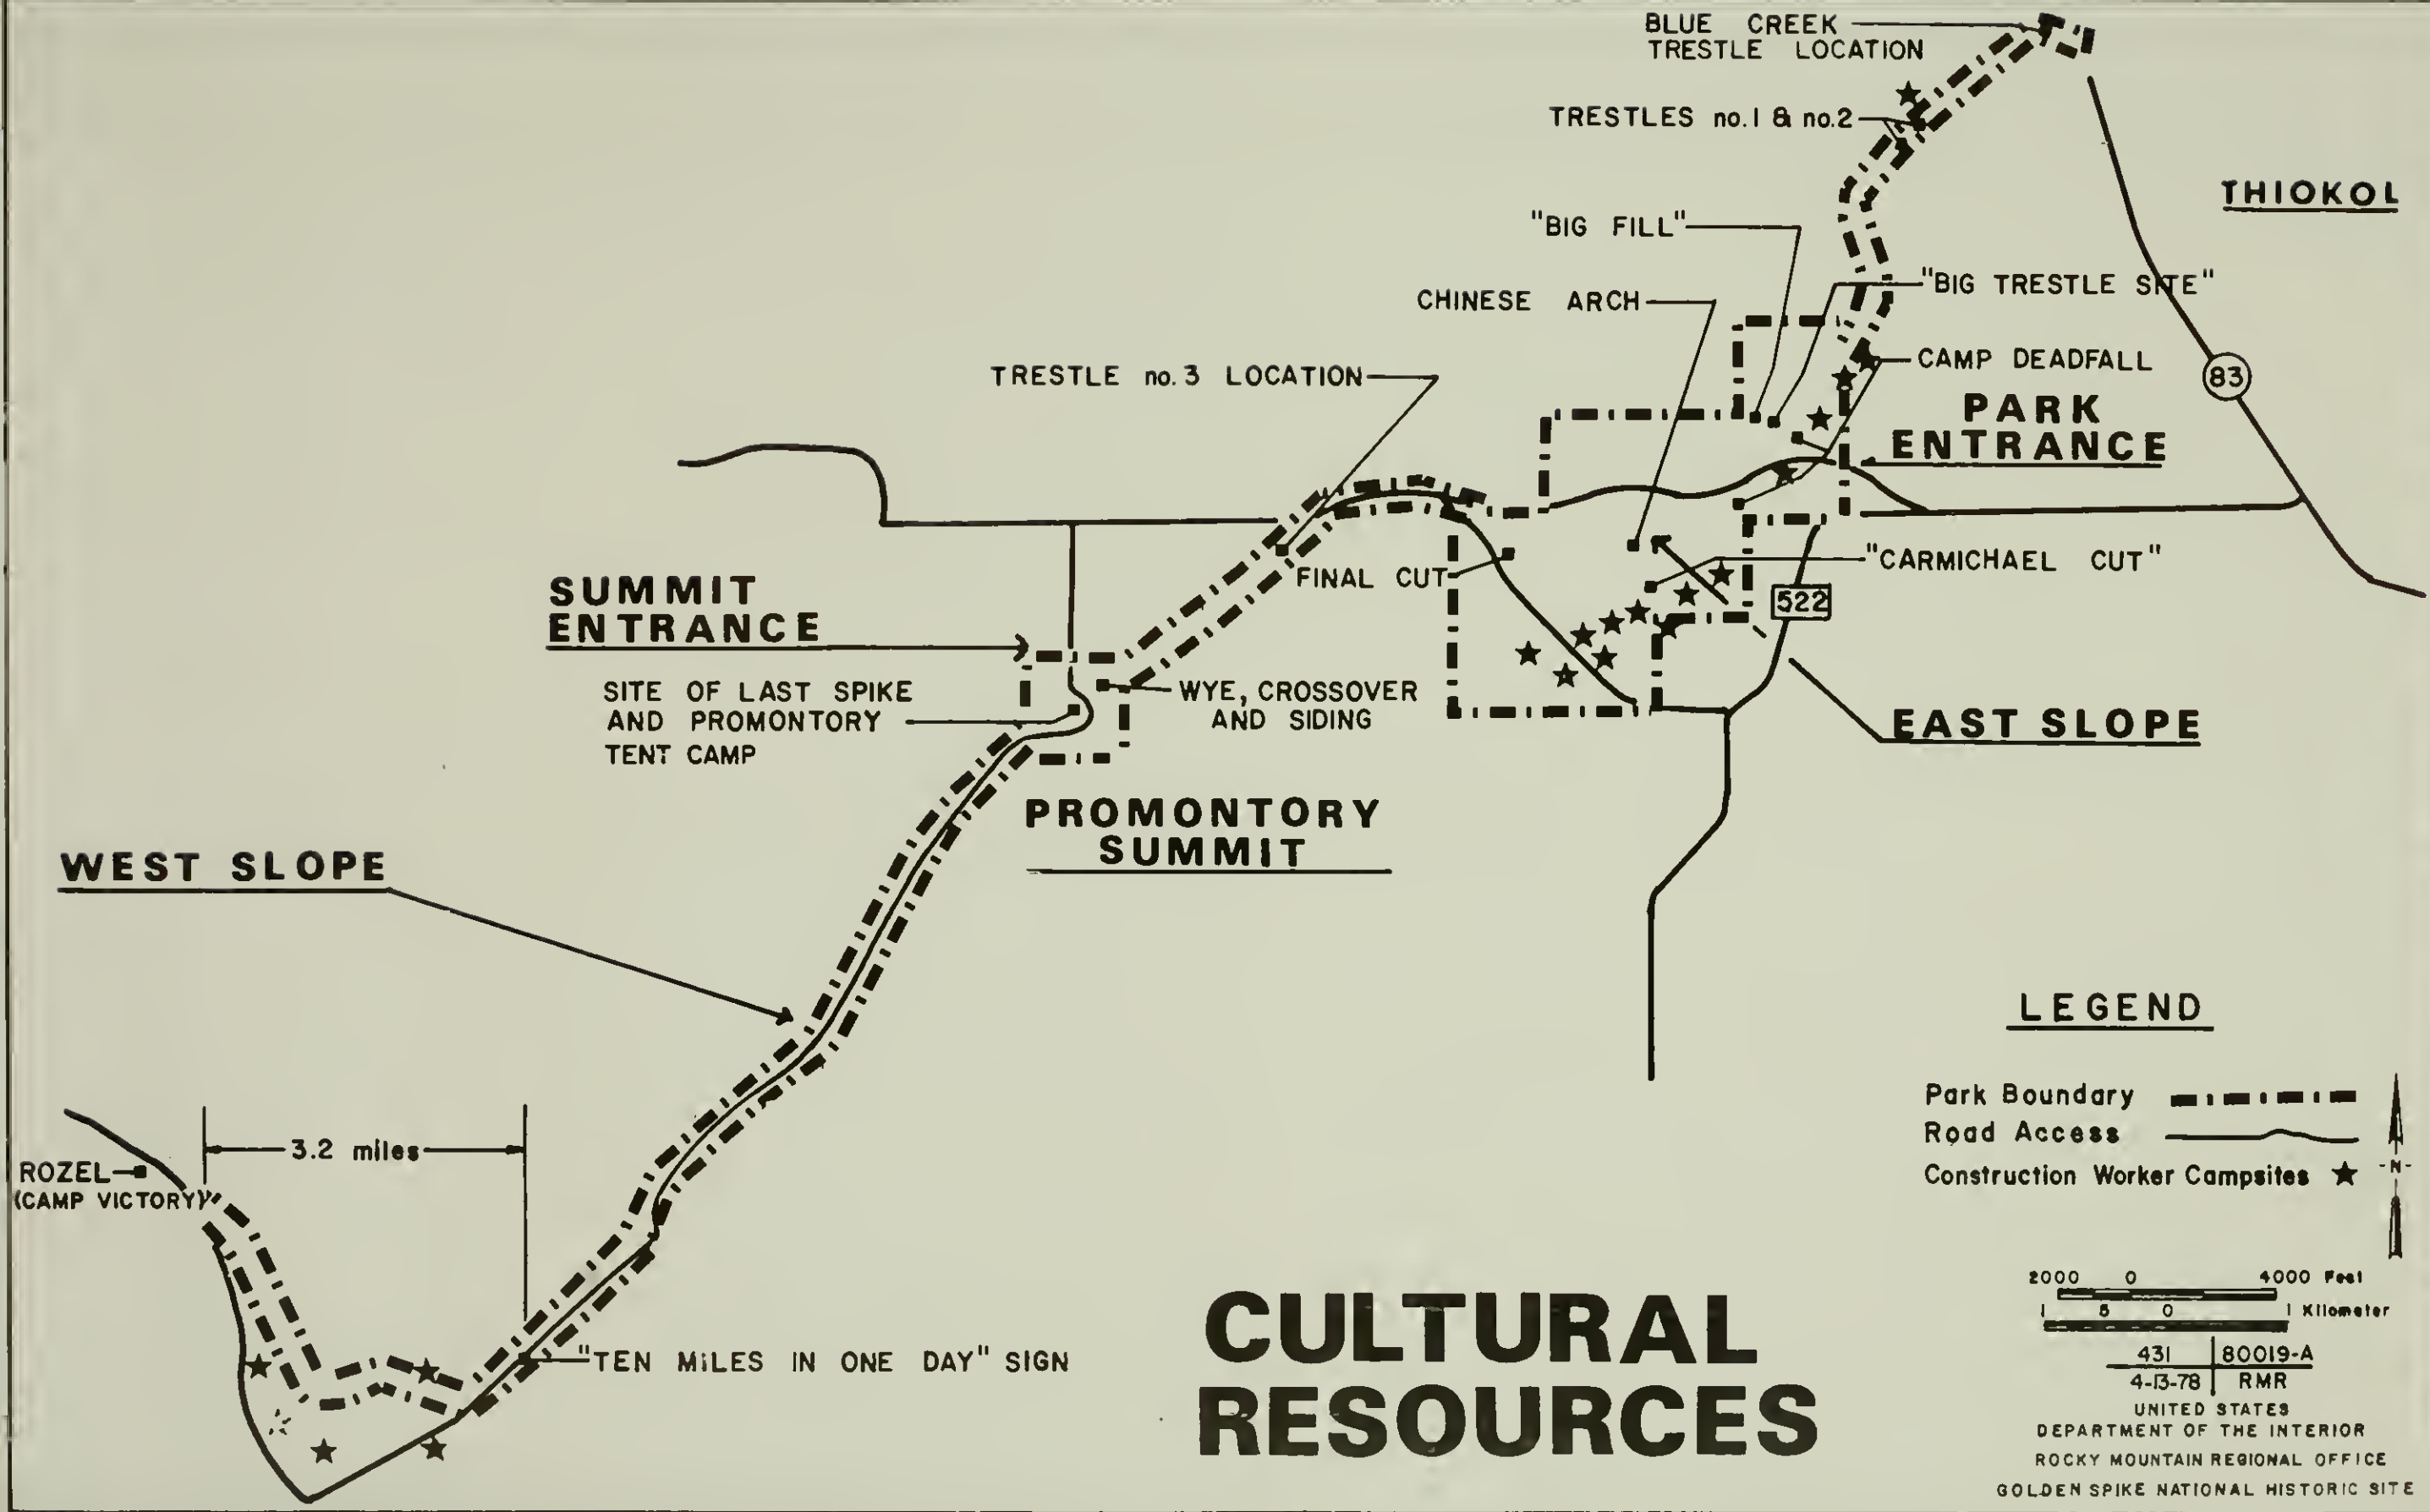 BLUE CREEK
TRESTLE LOCATION
TRESTLES no.1 & no.2
THIOKOL
"BIG FILL"
"BIG TRESTLE SITE"
CHINESE ARCH
CAMP DEADFALL
TRESTLE no.3 LOCATION
83
PARK
ENTRANCE
"CARMICHAEL CUT"
FINAL CUT
SUMMIT
ENTRANCE
522
SITE OF LAST SPIKE
AND PROMONTORY
TENT CAMP
WYE, CROSSOVER
AND SIDING
EAST SLOPE
PROMONTORY
SUMMIT
WEST SLOPE
LEGEND
Park Boundary
Road Access
Construction Worker Campsites
-N-
3.2 miles
ROZEL
(CAMP VICTORY)
"TEN MILES IN ONE DAY" SIGN
CULTURAL
RESOURCES
2000 0 4000 Feet
1 5 0 1 Kilometer
431 80019-A
4-13-78 RMR
UNITED STATES
DEPARTMENT OF THE INTERIOR
ROCKY MOUNTAIN REGIONAL OFFICE
GOLDEN SPIKE NATIONAL HISTORIC SITE